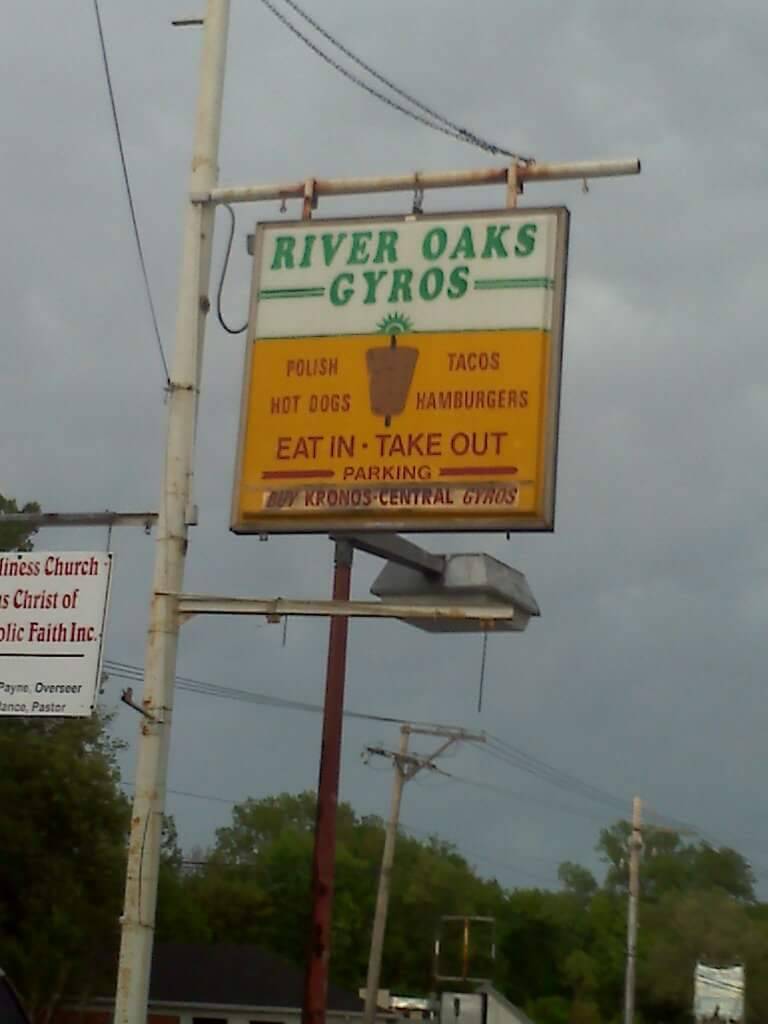 RIVER OAKS
GYROS
POLISH TACOS
HOT DOGS HAMBURGERS
EAT IN · TAKE OUT
PARKING
BUY KRONOS-CENTRAL GYROS
liness Church
s Christ of
olic Faith Inc.
Payne, Overseer
ance, Pastor